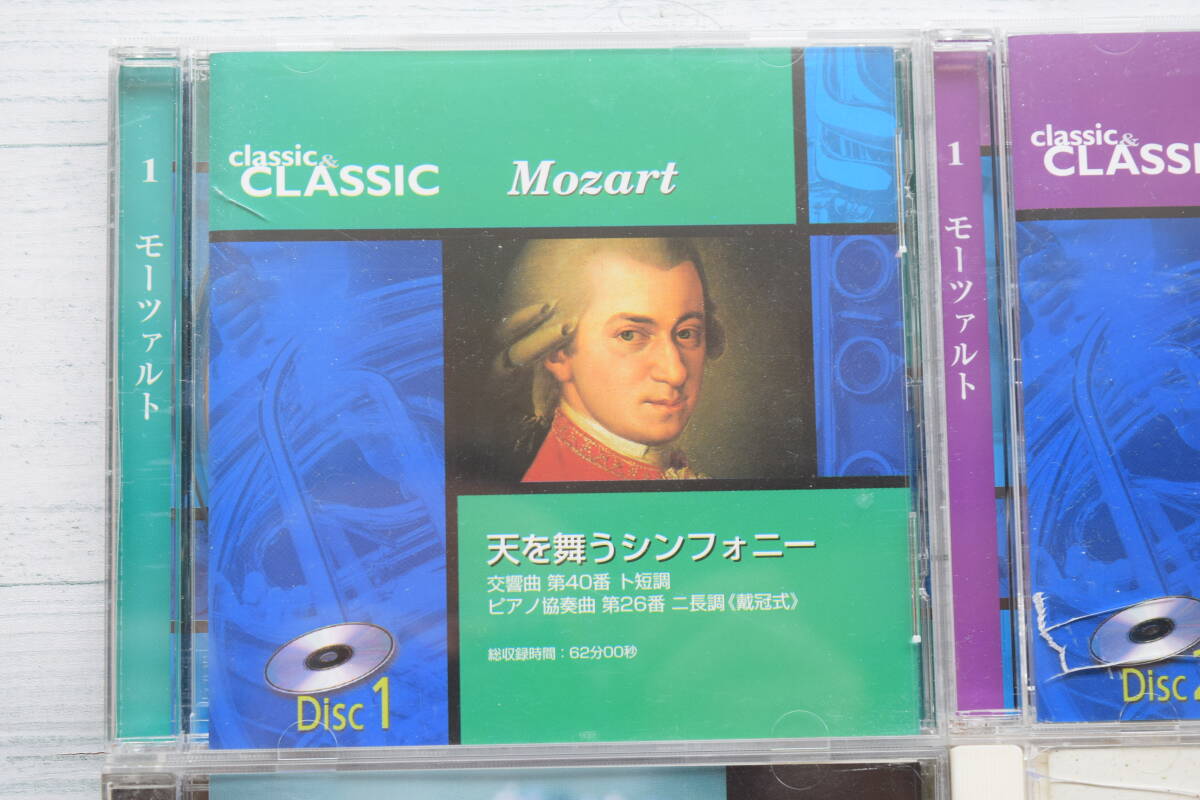 1 モーツァルト
classic&
CLASSIC
Mozart
天を舞うシンフォニー
交響曲 第40番 ト短調
ピアノ協奏曲 第26番 ニ長調《戴冠式》
総収録時間：62分00秒
Disc 1
1 モーツァルト
classic&
CLASSI
Disc 2